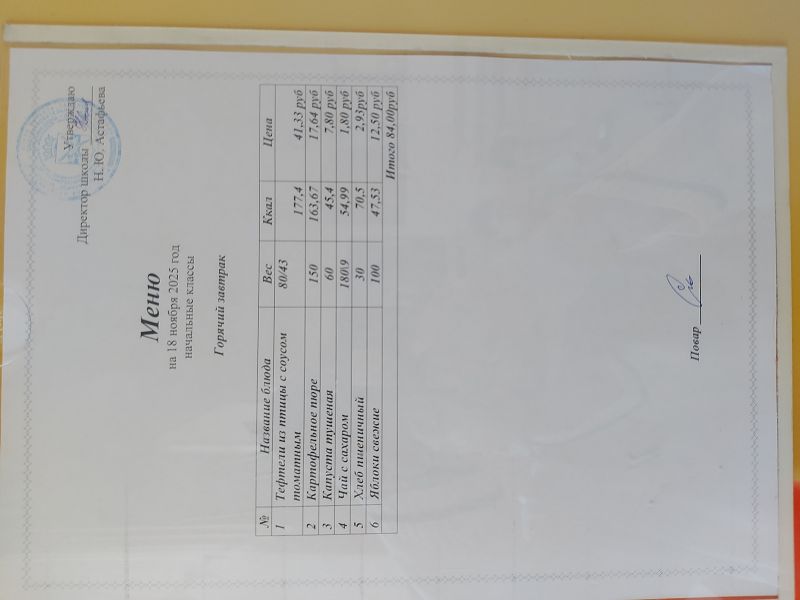 Утверждаю
Директор школы
Н.Ю. Астафьева
Меню
на 18 ноября 2025 год
начальные классы
Горячий завтрак
№ Название блюда Вес Ккал Цена
1 Тефтели из птицы с соусом томатным 80/43 177,4 41,33 руб
2 Картофельное пюре 150 163,67 17,64 руб
3 Капуста тушеная 60 45,4 7,80 руб
4 Чай с сахаром 180\9 54,99 1,80 руб
5 Хлеб пшеничный 30 70,5 2,93руб
6 Яблоки свежие 100 47,53 12,50 руб
Итого 84,00руб
Повар